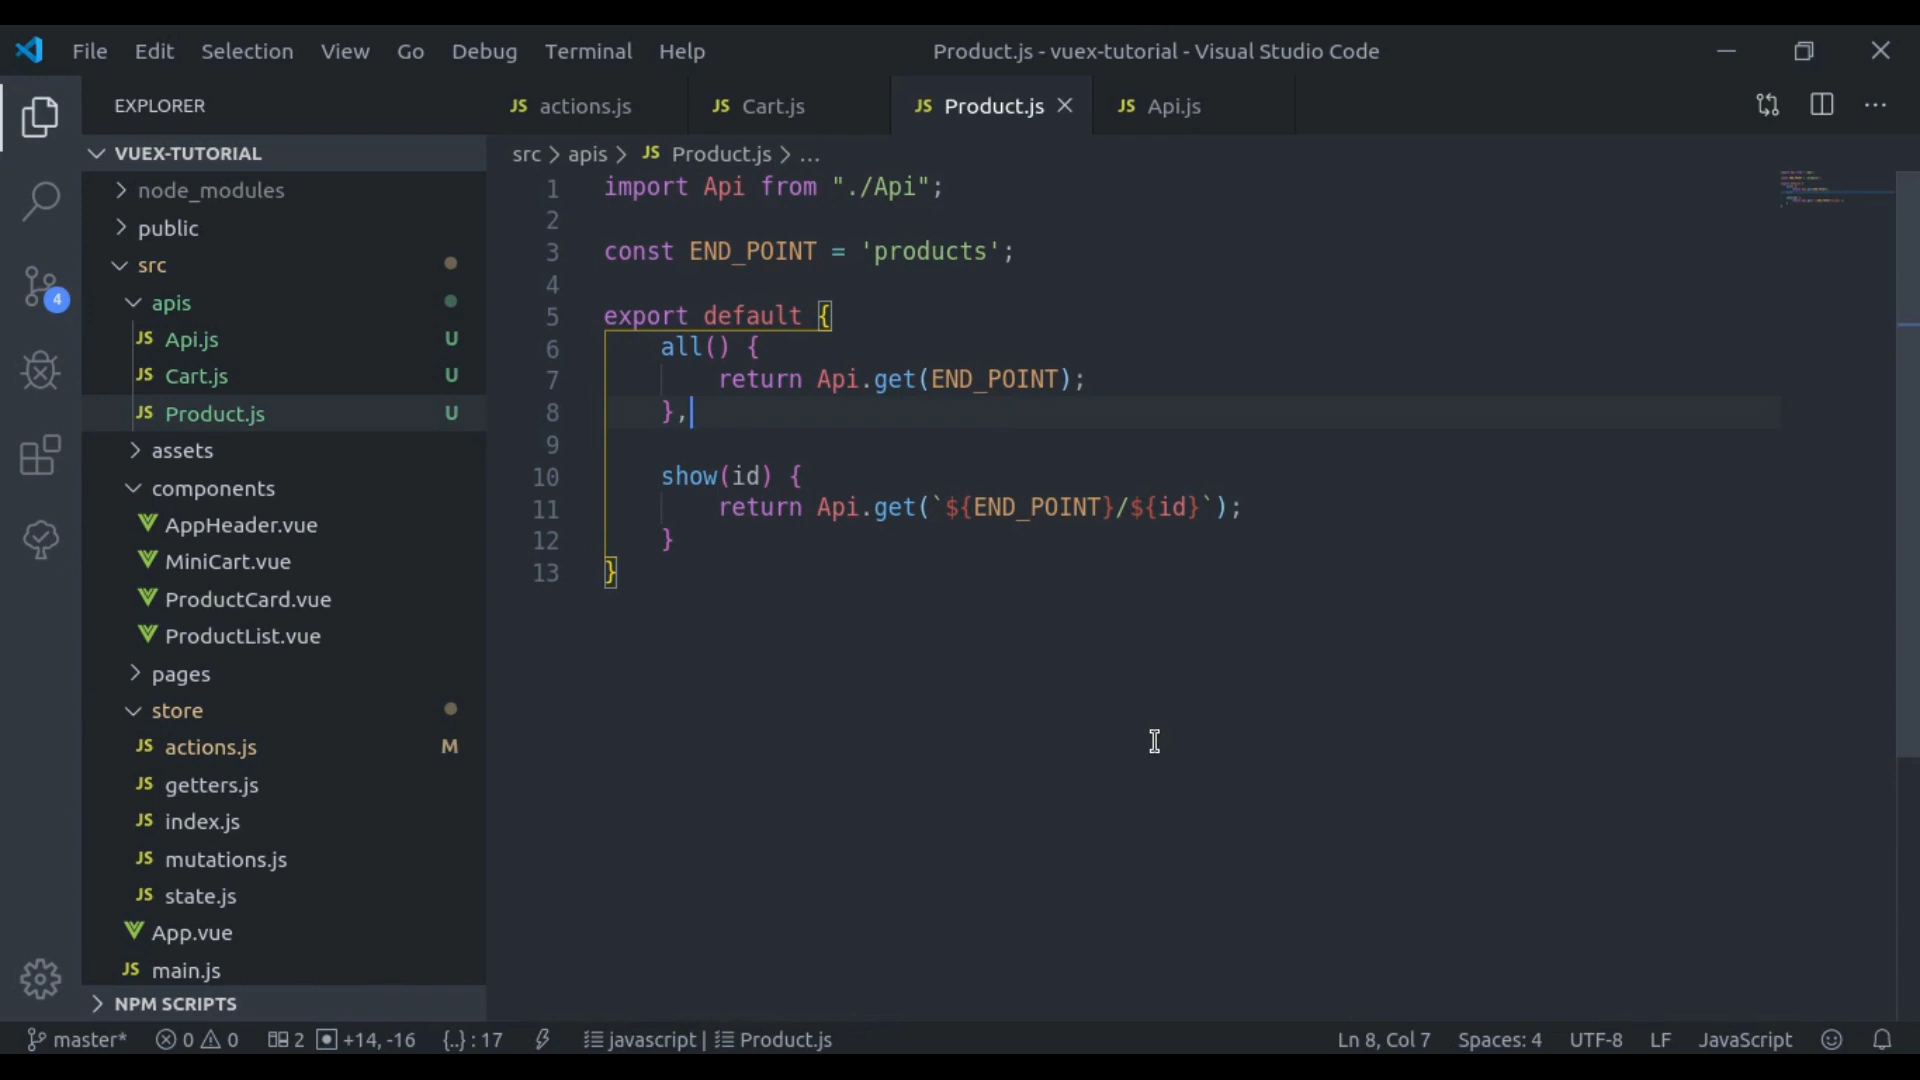 File Edit Selection View Go Debug Terminal Help Product.js - vuex-tutorial - Visual Studio Code
EXPLORER
JS actions.js JS Cart.js JS Product.js JS Api.js
VUEX-TUTORIAL
node_modules
public
src
apis
JS Api.js U
JS Cart.js U
JS Product.js U
assets
components
AppHeader.vue
MiniCart.vue
ProductCard.vue
ProductList.vue
pages
store
JS actions.js M
JS getters.js
JS index.js
JS mutations.js
JS state.js
App.vue
JS main.js
NPM SCRIPTS
4
src > apis > JS Product.js > ...
1 import Api from "./Api";
2
3 const END_POINT = 'products';
4
5 export default {
6     all() {
7         return Api.get(END_POINT);
8     },
9
10     show(id) {
11         return Api.get(`${END_POINT}/${id}`);
12     }
13 }
master* 0 0 2 +14, -16 {..} : 17 javascript | Product.js Ln 8, Col 7 Spaces: 4 UTF-8 LF JavaScript